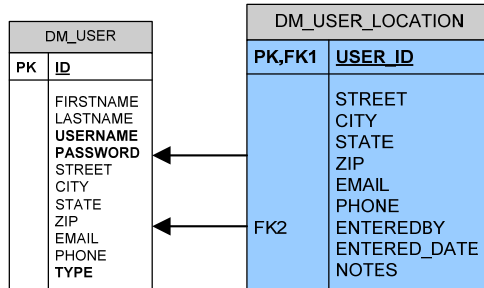 DM_USER
PK ID
FIRSTNAME
LASTNAME
USERNAME
PASSWORD
STREET
CITY
STATE
ZIP
EMAIL
PHONE
TYPE
DM_USER_LOCATION
PK,FK1 USER_ID
STREET
CITY
STATE
ZIP
EMAIL
PHONE
FK2 ENTEREDBY
ENTERED_DATE
NOTES